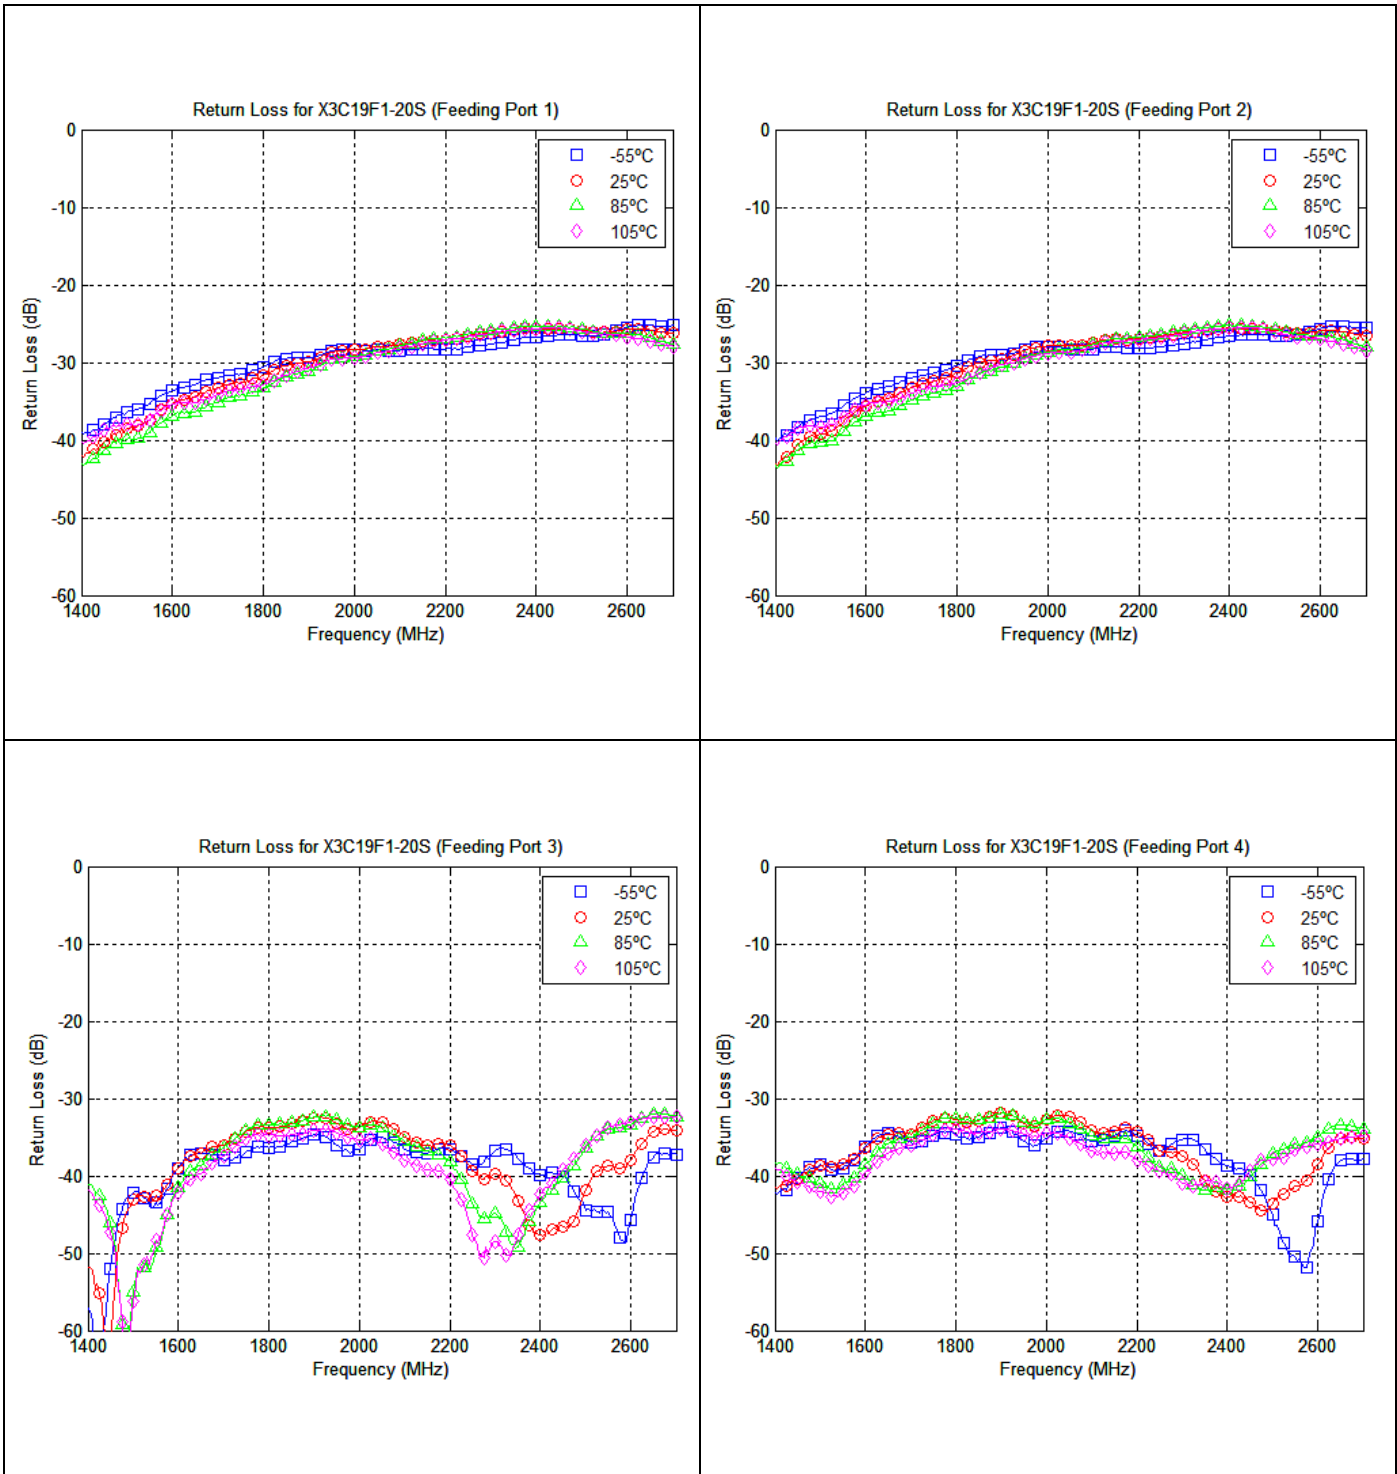 Return Loss for X3C19F1-20S (Feeding Port 1)
0
-10
-20
-30
-40
-50
-60
Return Loss (dB)
1400 1600 1800 2000 2200 2400 2600
Frequency (MHz)
-55ºC
25ºC
85ºC
105ºC
Return Loss for X3C19F1-20S (Feeding Port 2)
0
-10
-20
-30
-40
-50
-60
Return Loss (dB)
1400 1600 1800 2000 2200 2400 2600
Frequency (MHz)
-55ºC
25ºC
85ºC
105ºC
Return Loss for X3C19F1-20S (Feeding Port 3)
0
-10
-20
-30
-40
-50
-60
Return Loss (dB)
1400 1600 1800 2000 2200 2400 2600
Frequency (MHz)
-55ºC
25ºC
85ºC
105ºC
Return Loss for X3C19F1-20S (Feeding Port 4)
0
-10
-20
-30
-40
-50
-60
Return Loss (dB)
1400 1600 1800 2000 2200 2400 2600
Frequency (MHz)
-55ºC
25ºC
85ºC
105ºC